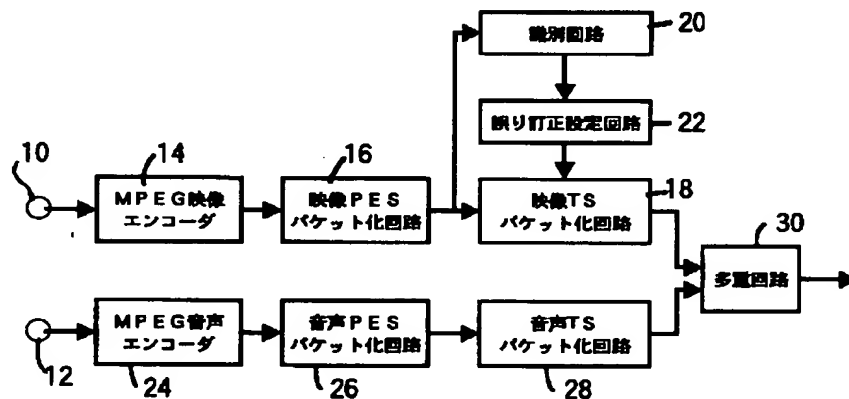 20
識別回路
誤り訂正設定回路
22
10
14
16
18
MPEG映像
エンコーダ
映像PES
パケット化回路
映像TS
パケット化回路
30
多重回路
MPEG音声
エンコーダ
音声PES
パケット化回路
音声TS
パケット化回路
12
24
26
28